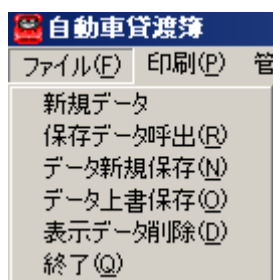 自動車貸渡簿
ファイル(F) 印刷(P) 管
新規データ
保存データ呼出(R)
データ新規保存(N)
データ上書保存(O)
表示データ削除(D)
終了(Q)